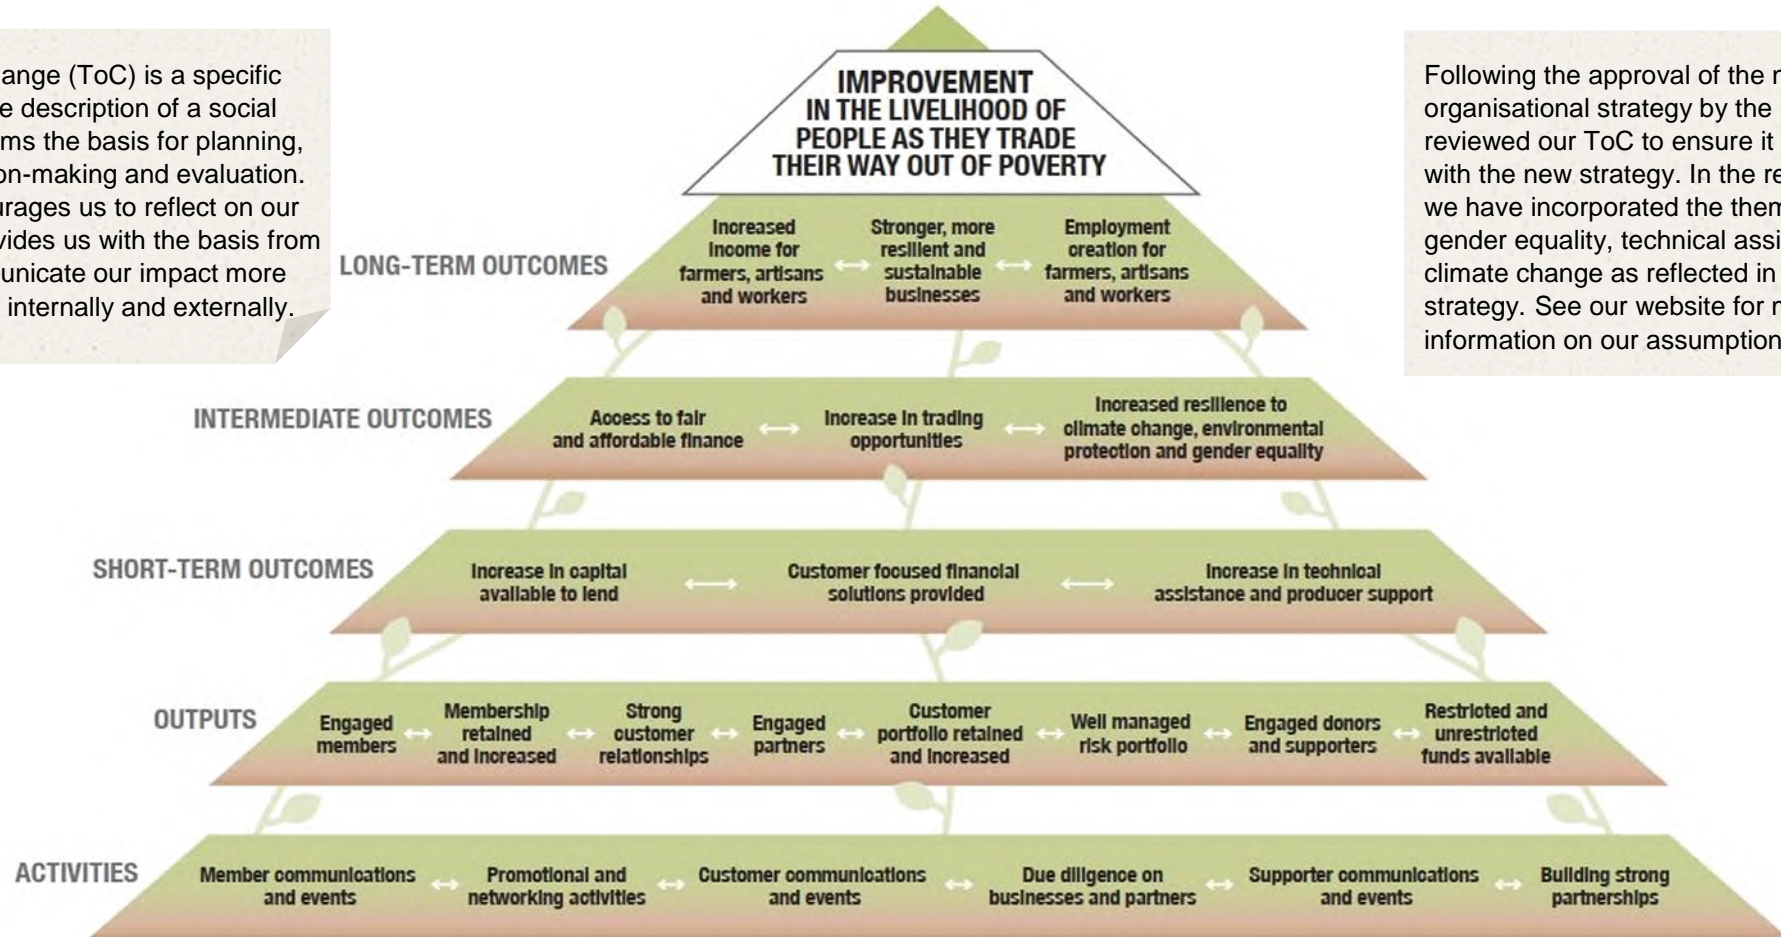 ange (ToC) is a specific
e description of a social
ms the basis for planning,
on-making and evaluation.
urages us to reflect on our
vides us with the basis from
unicate our impact more
internally and externally.
Following the approval of the
organisational strategy by the
reviewed our ToC to ensure it
with the new strategy. In the re
we have incorporated the them
gender equality, technical assi
climate change as reflected in
strategy. See our website for
information on our assumption
IMPROVEMENT
IN THE LIVELIHOOD OF
PEOPLE AS THEY TRADE
THEIR WAY OUT OF POVERTY
LONG-TERM OUTCOMES
Increased
income for
farmers, artisans
and workers
Stronger, more
resilient and
sustainable
businesses
Employment
creation for
farmers, artisans
and workers
INTERMEDIATE OUTCOMES
Access to fair
and affordable finance
Increase in trading
opportunities
Increased resilience to
climate change, environmental
protection and gender equality
SHORT-TERM OUTCOMES
Increase in capital
available to lend
Customer focused financial
solutions provided
Increase in technical
assistance and producer support
OUTPUTS
Engaged
members
Membership
retained
and increased
Strong
customer
relationships
Engaged
partners
Customer
portfolio retained
and increased
Well managed
risk portfolio
Engaged donors
and supporters
Restricted and
unrestricted
funds available
ACTIVITIES
Member communications
and events
Promotional and
networking activities
Customer communications
and events
Due diligence on
businesses and partners
Supporter communications
and events
Building strong
partnerships